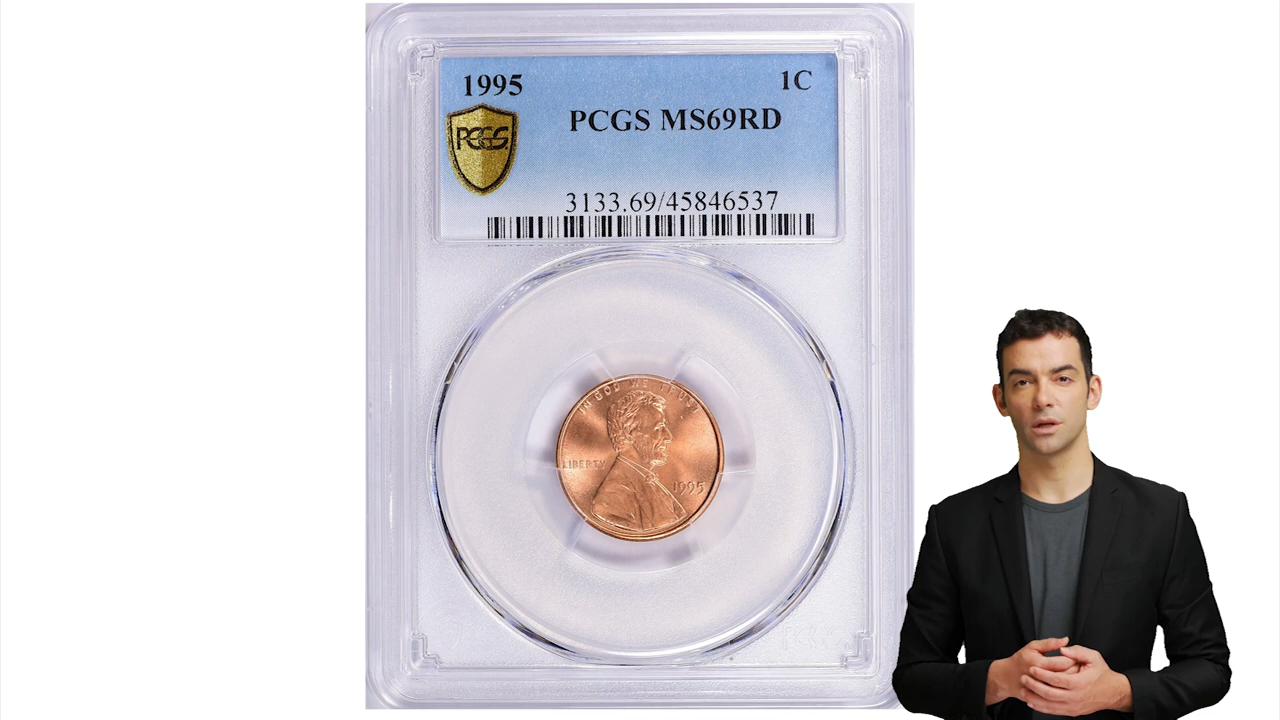 1995 1C
PCGS MS69RD
PCGS
3133.69/45846537
IN GOD WE TRUST
LIBERTY
1995